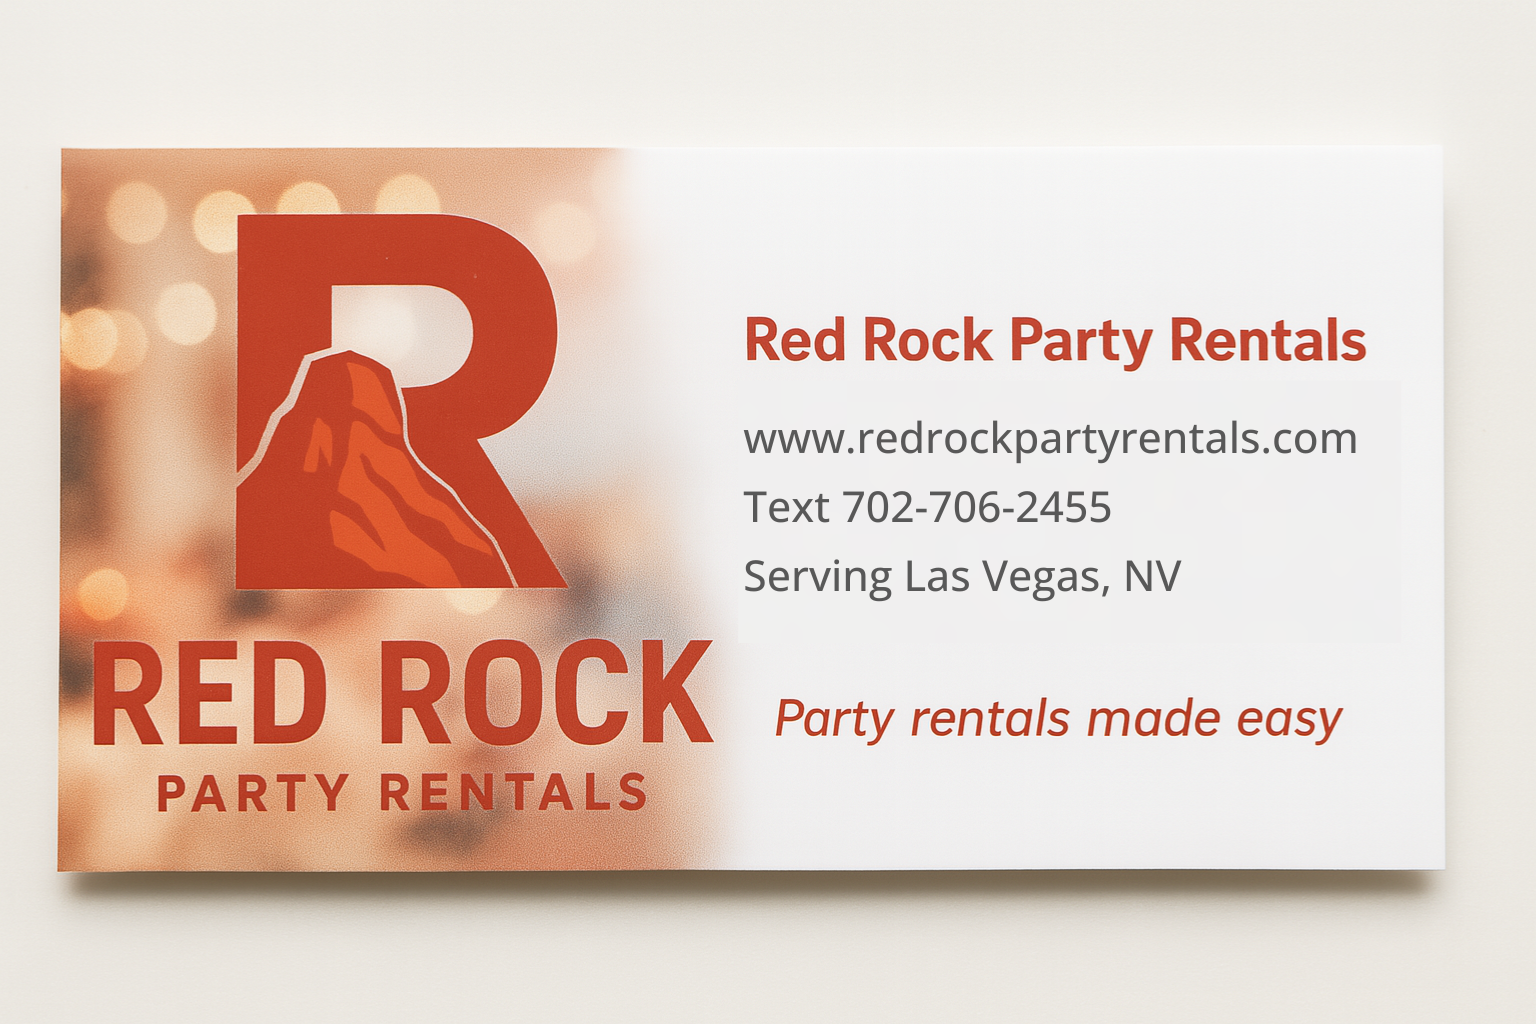 RED ROCK
PARTY RENTALS
Red Rock Party Rentals
www.redrockpartyrentals.com
Text 702-706-2455
Serving Las Vegas, NV
Party rentals made easy